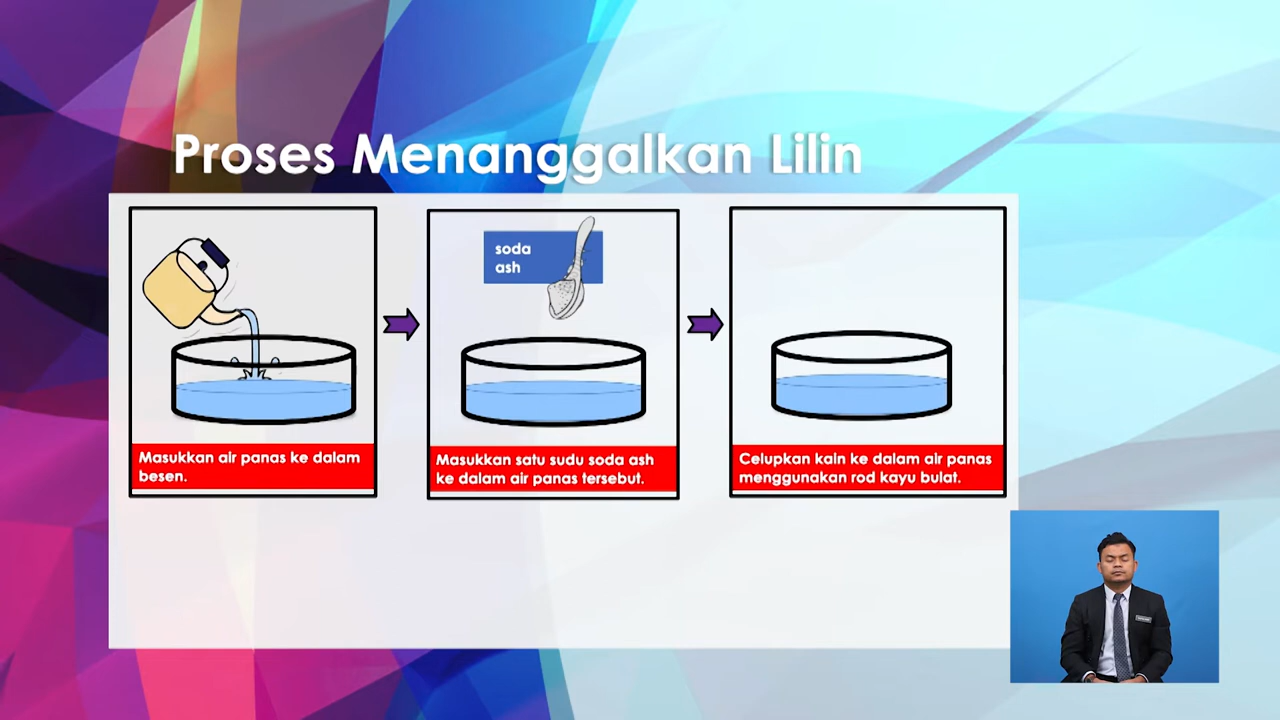 Proses Menanggalkan Lilin
soda
ash
Masukkan air panas ke dalam
besen.
Masukkan satu sudu soda ash
ke dalam air panas tersebut.
Celupkan kain ke dalam air panas
menggunakan rod kayu bulat.